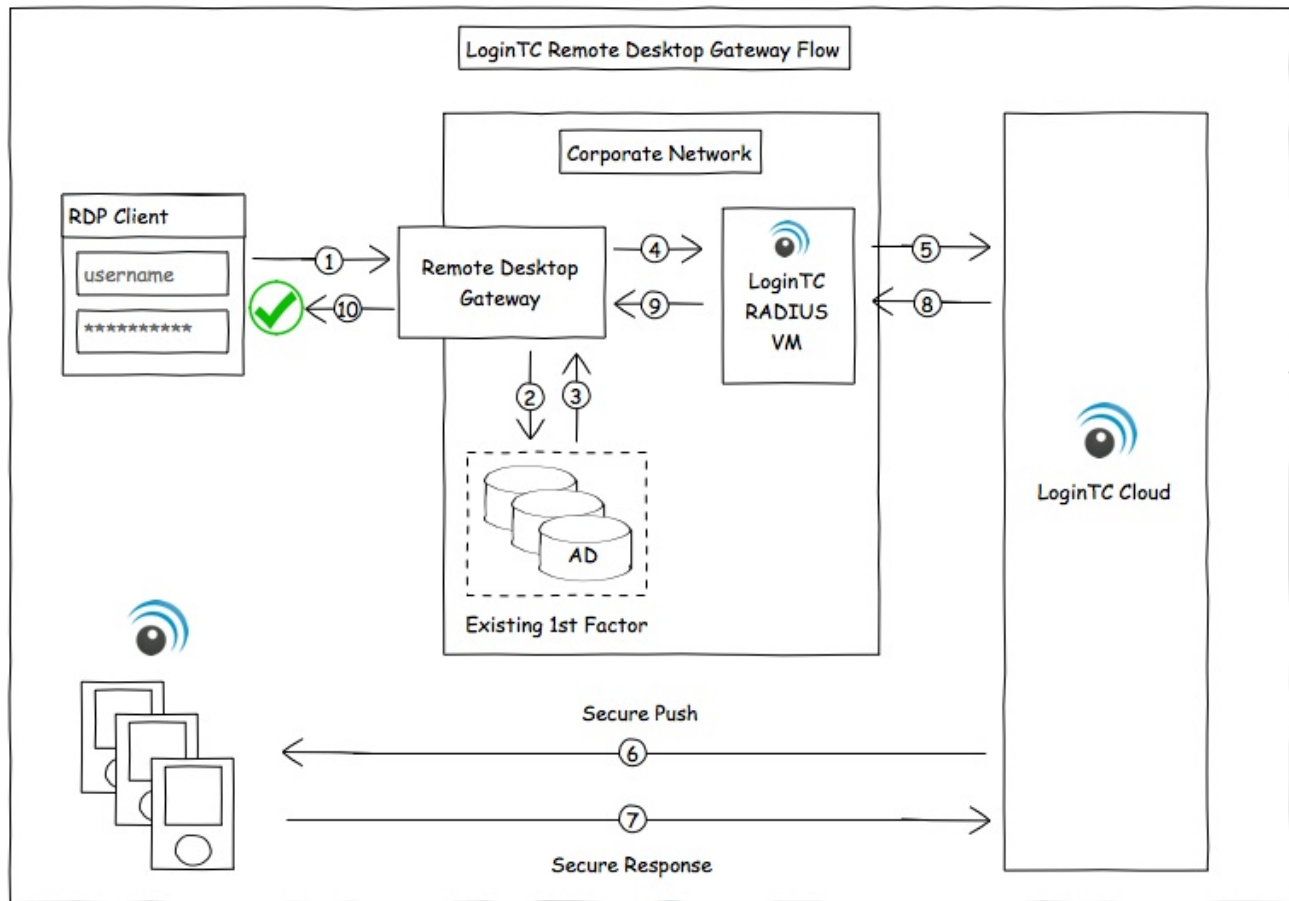 LoginTC Remote Desktop Gateway Flow
Corporate Network
RDP Client
username
**********
1
10
Remote Desktop
Gateway
4
9
LoginTC
RADIUS
VM
5
8
2
3
AD
Existing 1st Factor
LoginTC Cloud
Secure Push
6
7
Secure Response